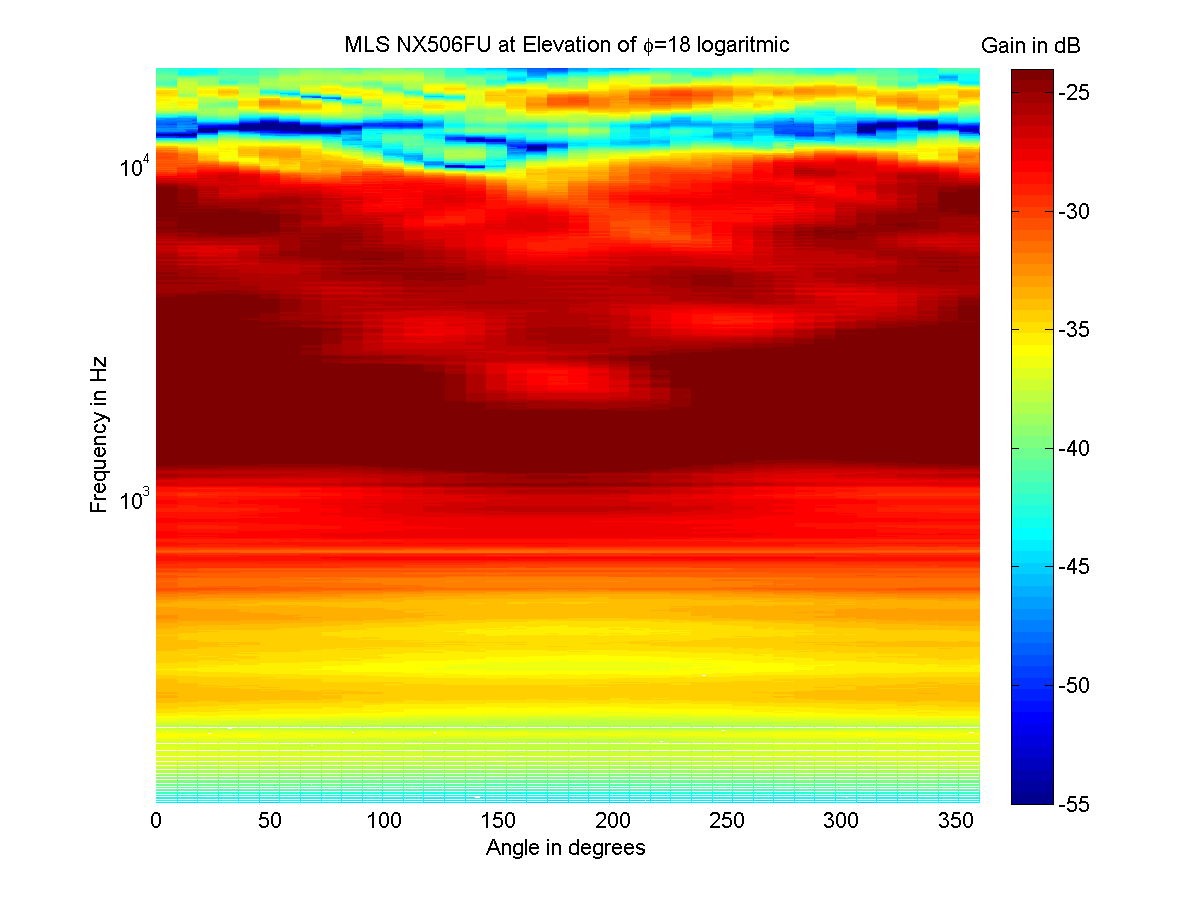 MLS NX506FU at Elevation of ϕ=18 logaritmic
Gain in dB
Frequency in Hz
10⁴
10³
0 50 100 150 200 250 300 350
Angle in degrees
-25
-30
-35
-40
-45
-50
-55